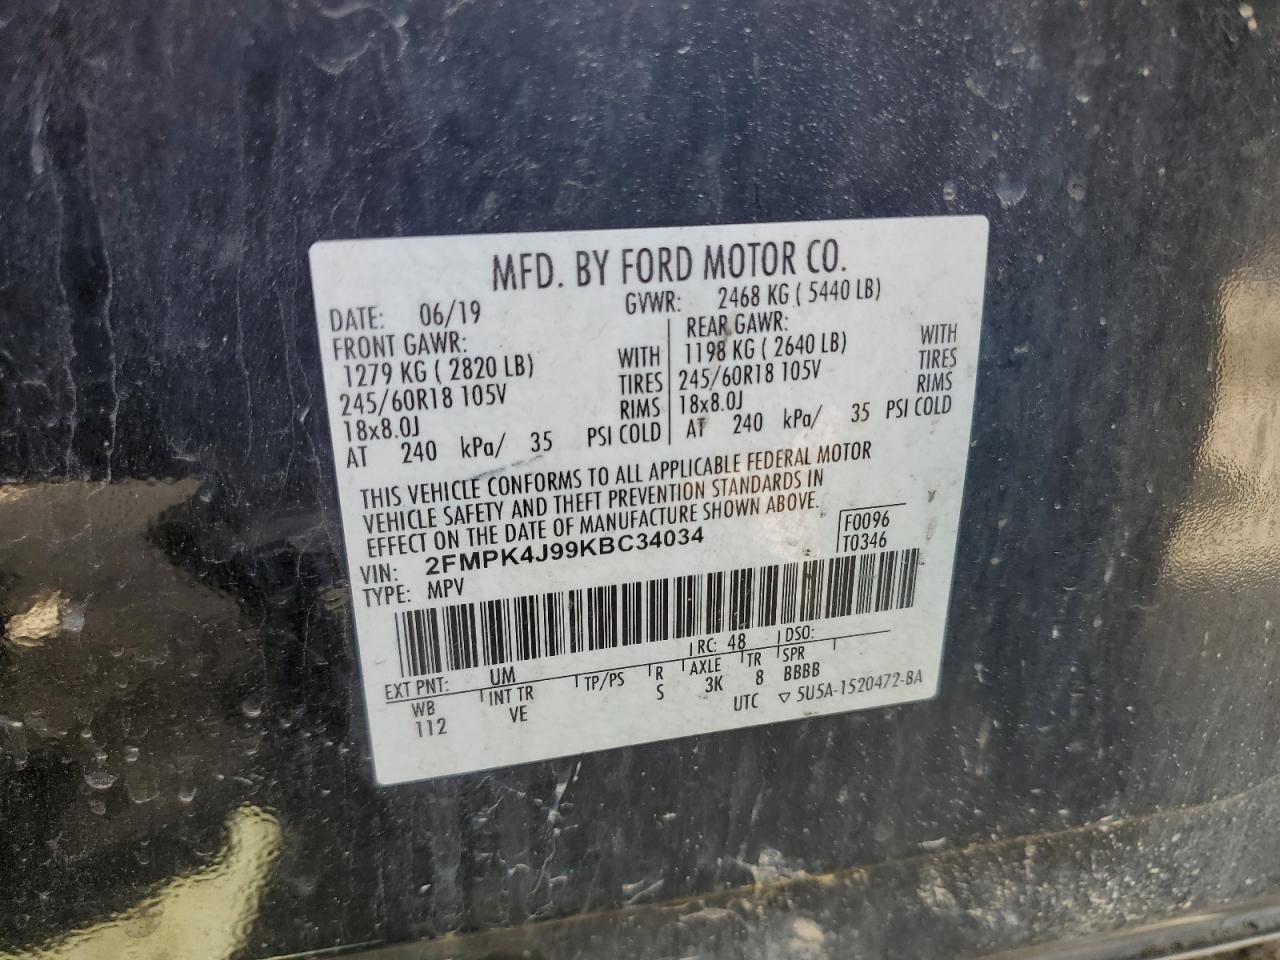 MFD. BY FORD MOTOR CO.
DATE: 06/19 GVWR: 2468 KG ( 5440 LB)
FRONT GAWR: REAR GAWR:
1279 KG ( 2820 LB) WITH 1198 KG ( 2640 LB) WITH
245/60R18 105V TIRES 245/60R18 105V TIRES
18x8.0J RIMS 18x8.0J RIMS
AT 240 kPa/ 35 PSI COLD AT 240 kPa/ 35 PSI COLD
THIS VEHICLE CONFORMS TO ALL APPLICABLE FEDERAL MOTOR
VEHICLE SAFETY AND THEFT PREVENTION STANDARDS IN
EFFECT ON THE DATE OF MANUFACTURE SHOWN ABOVE.
VIN: 2FMPK4J99KBC34034 F0096
TYPE: MPV T0346
EXT PNT: UM RC: 48 DSO:
WB INT TR TP/PS R AXLE TR SPR
112 VE S 3K 8 BBBB
UTC ▽ 5U5A-1520472-BA